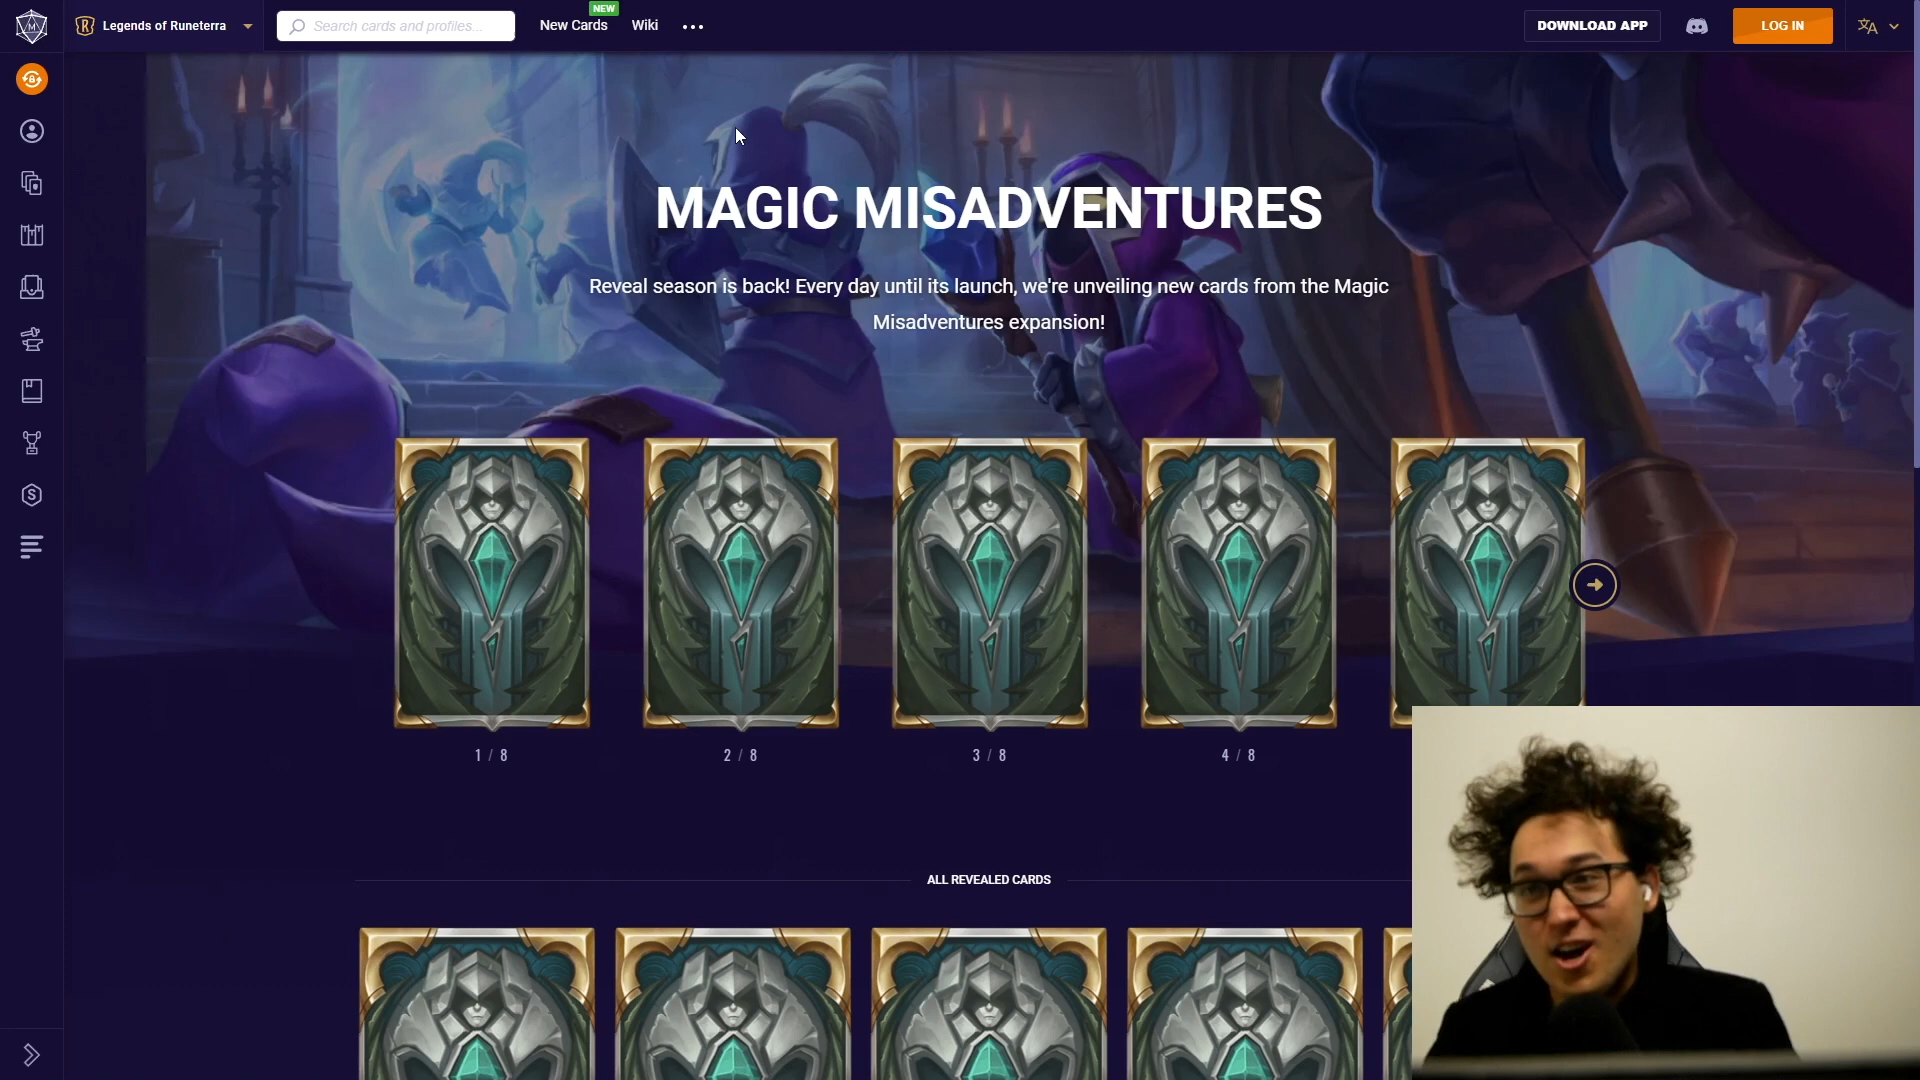 Legends of Runeterra
Search cards and profiles...
New Cards
NEW
Wiki
DOWNLOAD APP
LOG IN
MAGIC MISADVENTURES
Reveal season is back! Every day until its launch, we're unveiling new cards from the Magic
Misadventures expansion!
1 / 8
2 / 8
3 / 8
4 / 8
ALL REVEALED CARDS